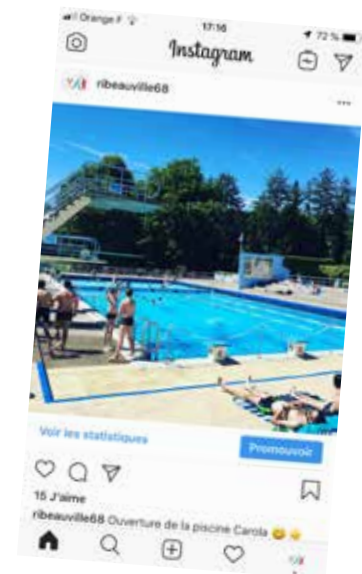 Orange F 17:16 72 %
Instagram
ribeauville68
Voir les statistiques
Promouvoir
15 J'aime
ribeauville68 Ouverture de la piscine Carola